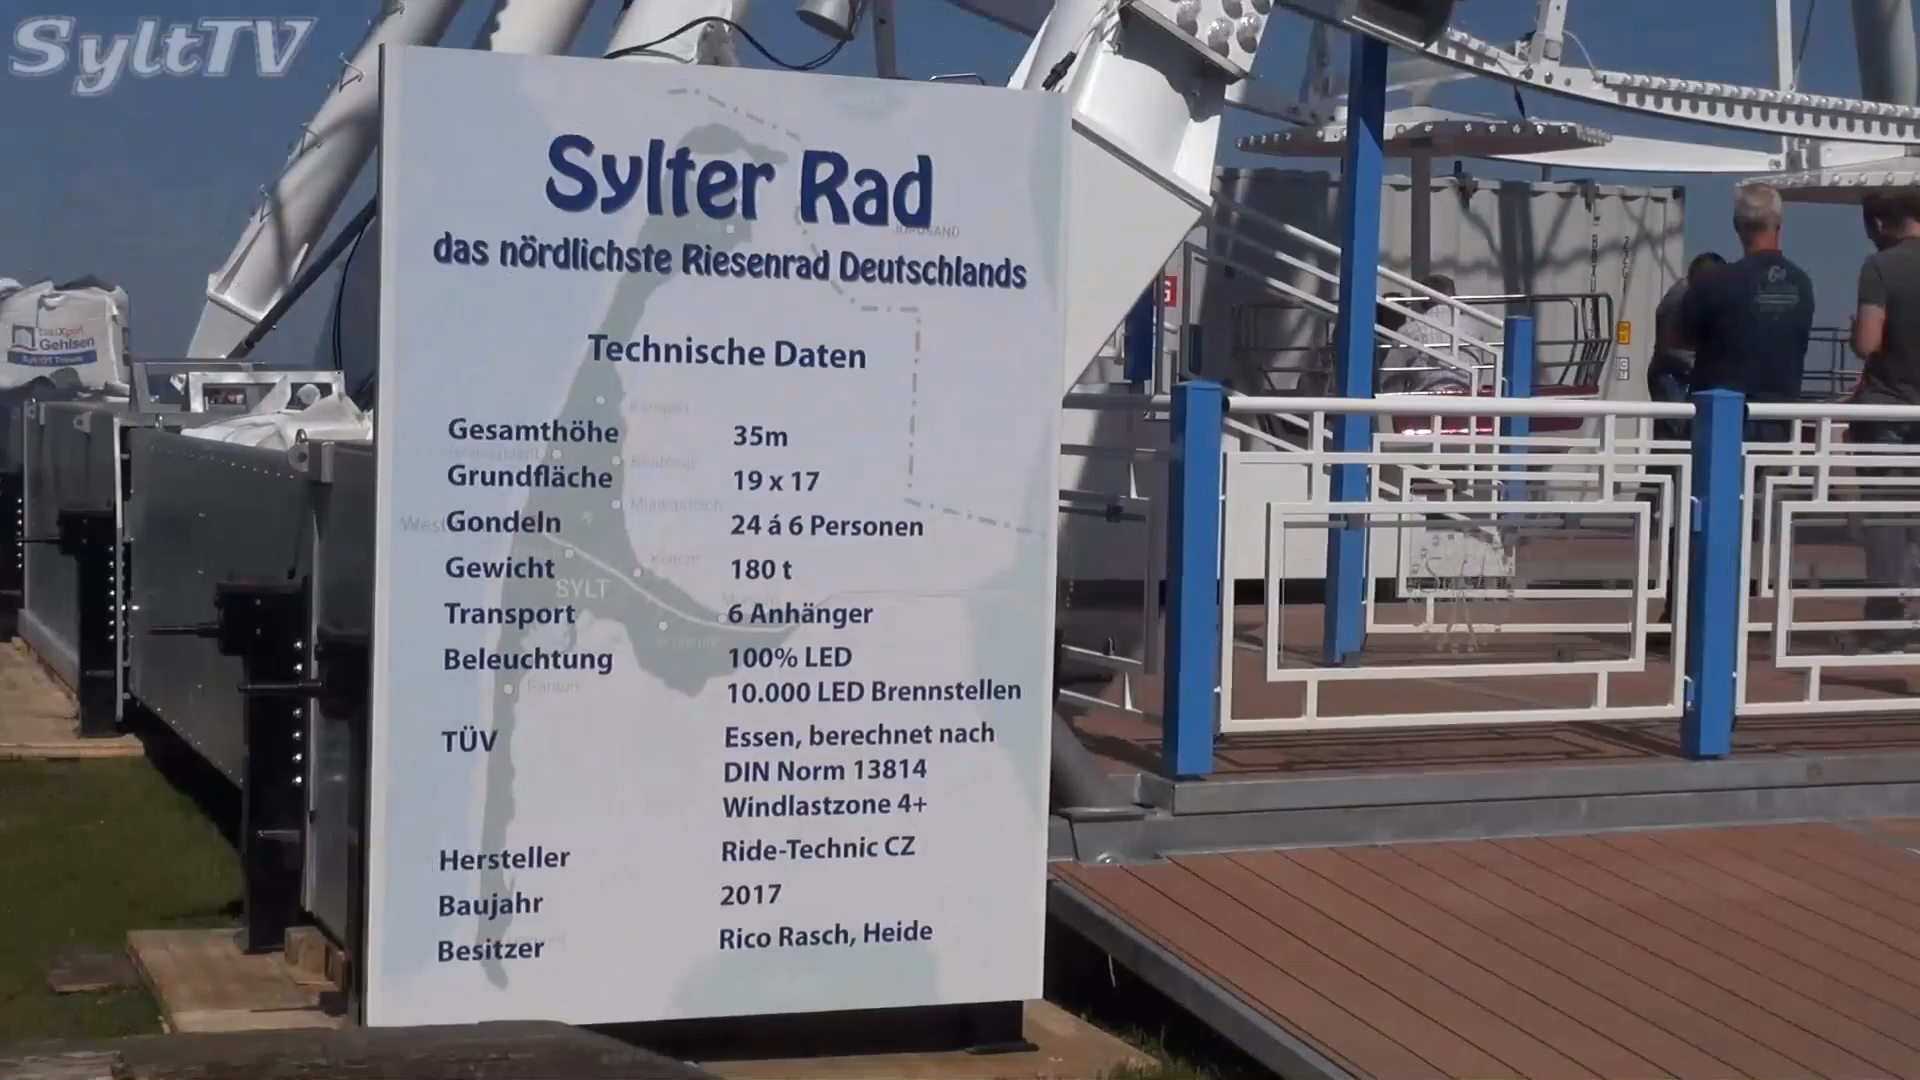 SyltTV
Sylter Rad
das nördlichste Riesenrad Deutschlands
Technische Daten
Gesamthöhe 35m
Grundfläche 19 x 17
Gondeln 24 á 6 Personen
Gewicht 180 t
Transport 6 Anhänger
Beleuchtung 100% LED
10.000 LED Brennstellen
TÜV Essen, berechnet nach
DIN Norm 13814
Windlastzone 4+
Hersteller Ride-Technic CZ
Baujahr 2017
Besitzer Rico Rasch, Heide
SYLT
Gehlsen